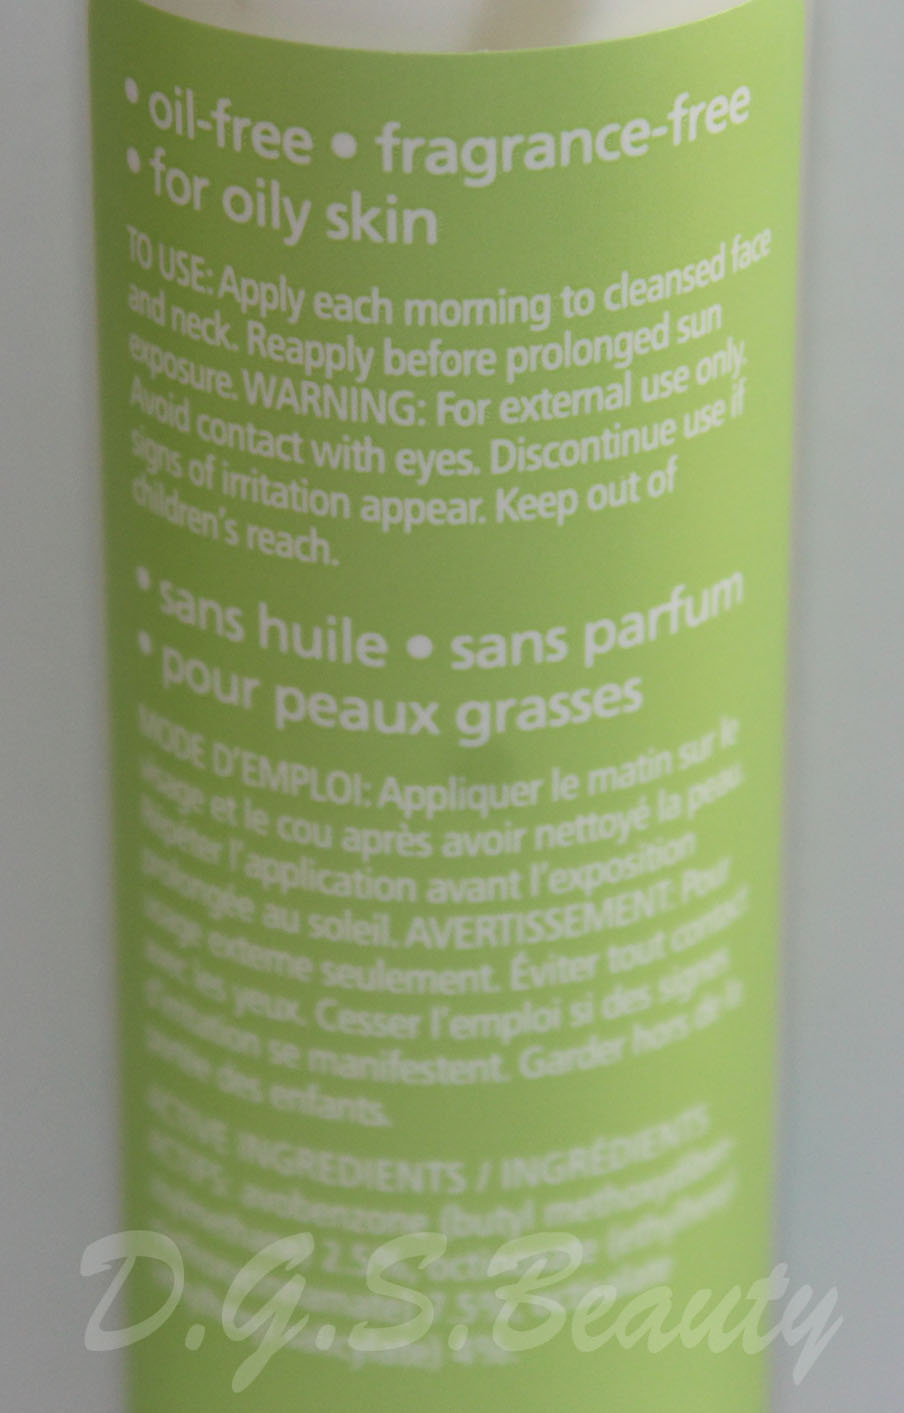 • oil-free • fragrance-free
• for oily skin
TO USE: Apply each morning to cleansed face
and neck. Reapply before prolonged sun
exposure. WARNING: For external use only.
Avoid contact with eyes. Discontinue use if
signs of irritation appear. Keep out of
children's reach.
• sans huile • sans parfum
• pour peaux grasses
MODE D'EMPLOI: Appliquer le matin sur le
visage et le cou après avoir nettoyé la peau.
Répéter l'application avant l'exposition
prolongée au soleil. AVERTISSEMENT: Pour
usage externe seulement. Éviter tout contact
avec les yeux. Cesser l'emploi si des signes
d'irritation se manifestent. Garder hors de la
portée des enfants.
ACTIVE INGREDIENTS / INGRÉDIENTS
ACTIFS: avobenzone (butyl
D.G.S.Beauty